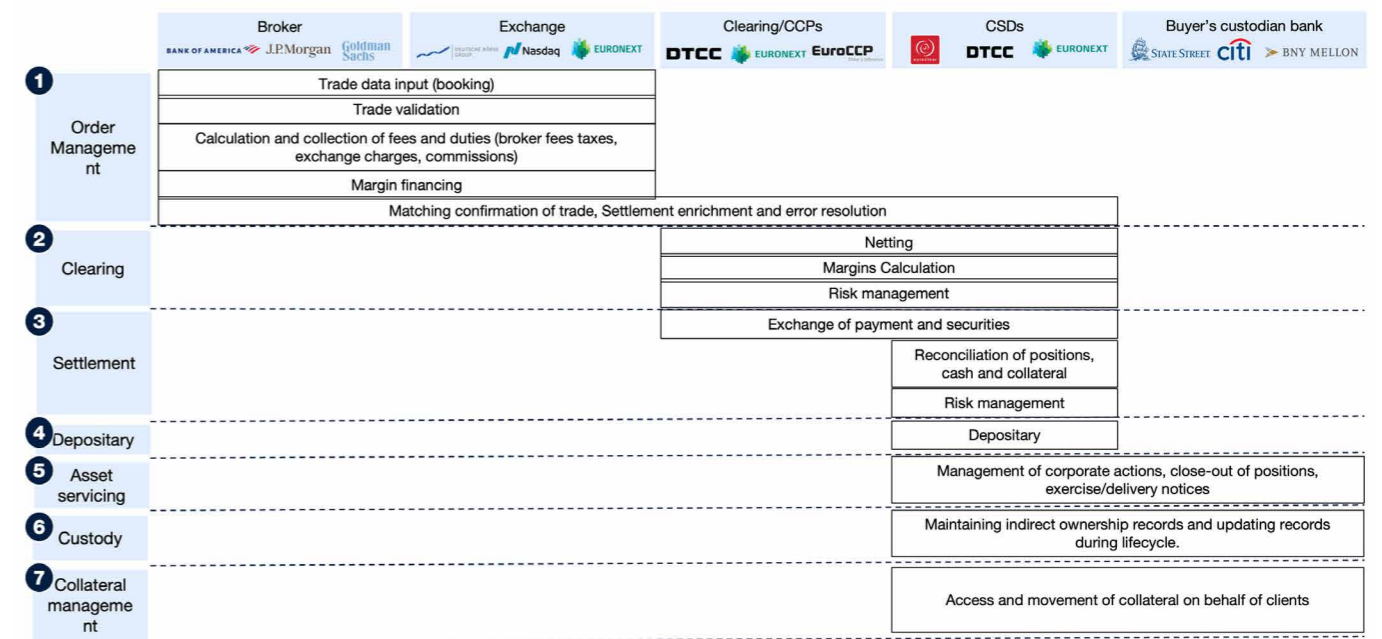 Broker
Exchange
Clearing/CCPs
CSDs
Buyer's custodian bank
BANK OF AMERICA
J.P.Morgan
Goldman
Sachs
DEUTSCHE BÖRSE
GROUP
Nasdaq
EURONEXT
DTCC
EURONEXT
EuroCCP
DTCC
EURONEXT
STATE STREET
citi
BNY MELLON
1
Order
Manageme
nt
Trade data input (booking)
Trade validation
Calculation and collection of fees and duties (broker fees taxes,
exchange charges, commissions)
Margin financing
Matching confirmation of trade, Settlement enrichment and error resolution
2
Clearing
Netting
Margins Calculation
Risk management
3
Settlement
Exchange of payment and securities
Reconciliation of positions,
cash and collateral
Risk management
4
Depositary
Depositary
5
Asset
servicing
Management of corporate actions, close-out of positions,
exercise/delivery notices
6
Custody
Maintaining indirect ownership records and updating records
during lifecycle.
7
Collateral
manageme
nt
Access and movement of collateral on behalf of clients